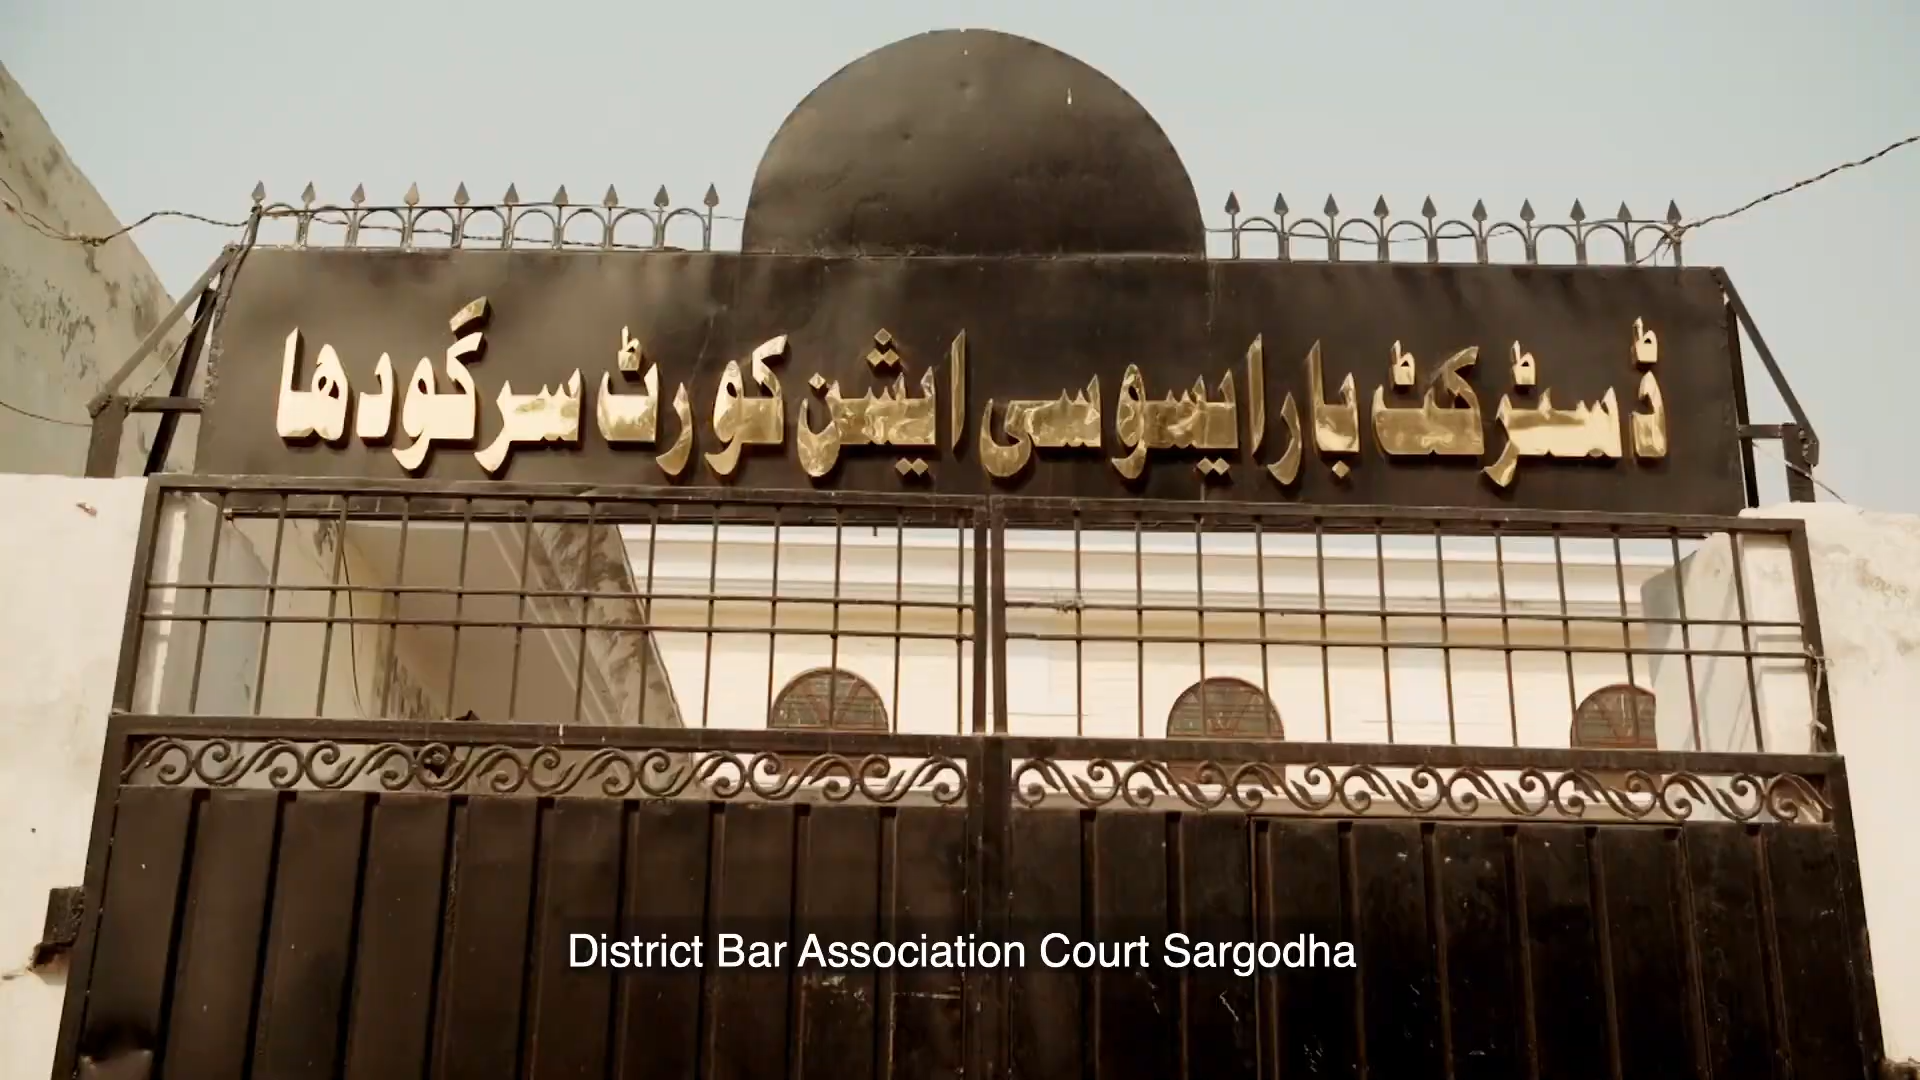 ڈسٹرکٹ بار ایسوسی ایشن کورٹ سرگودھا
District Bar Association Court Sargodha